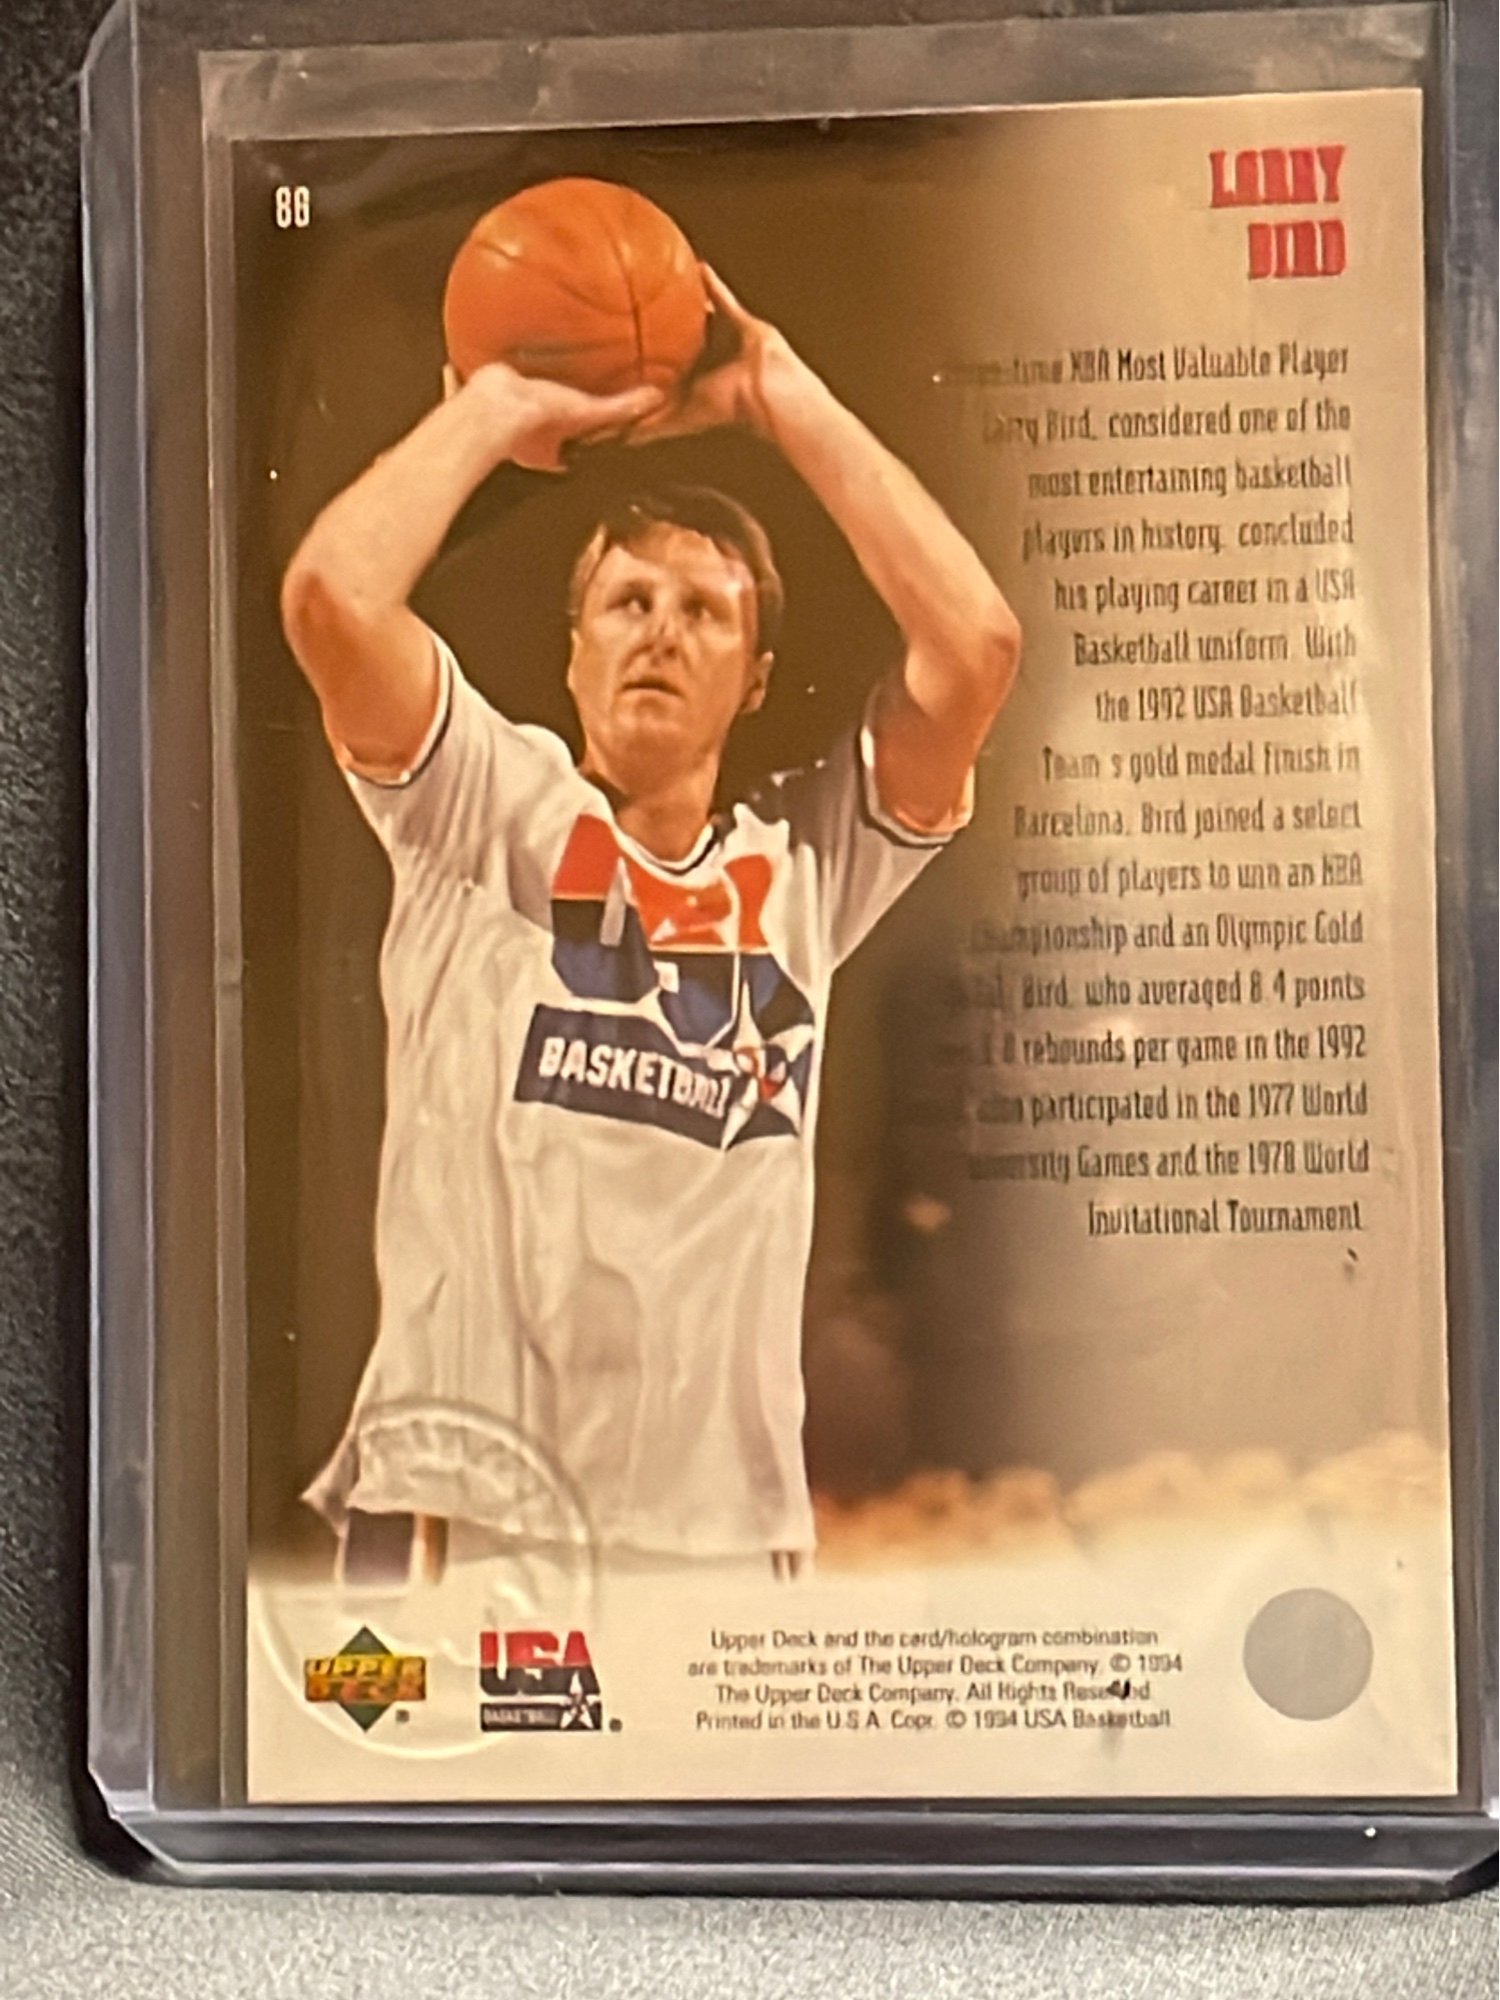 88
LARRY
BIRD
time NBA Most Valuable Player
Larry Bird, considered one of the
most entertaining basketball
players in history, concluded
his playing career in a USA
Basketball uniform. With
the 1992 USA Basketball
Team's gold medal finish in
Barcelona, Bird joined a select
group of players to win an NBA
Championship and an Olympic Gold
Bird, who averaged 8.4 points
rebounds per game in the 1992
participated in the 1977 World
University Games and the 1978 World
Invitational Tournament
BASKETBALL
UPPER
DECK
®
USA
BASKETBALL
®
Upper Deck and the card/hologram combination
are trademarks of The Upper Deck Company. © 1994
The Upper Deck Company. All Rights Reserved.
Printed in the U.S.A. Copr. © 1994 USA Basketball